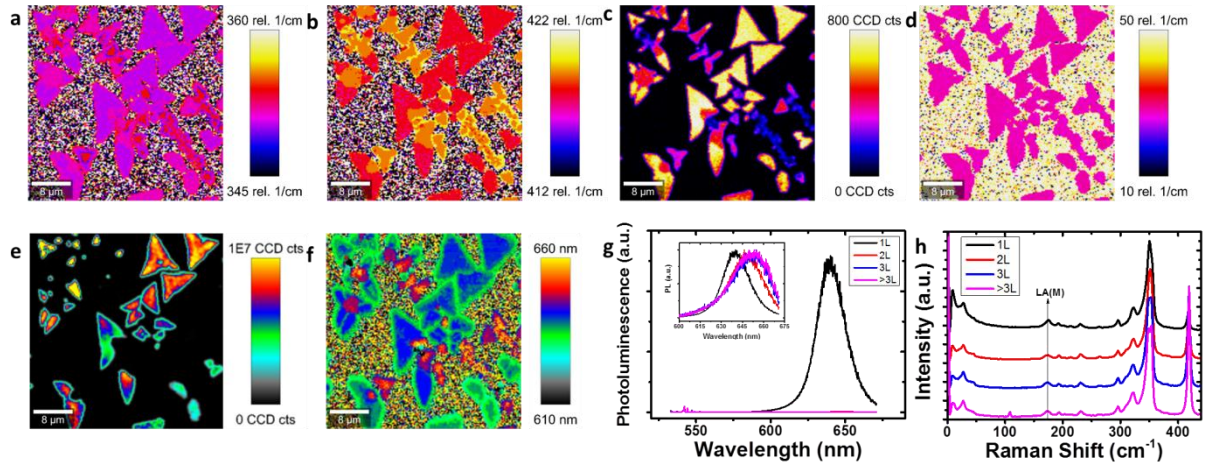 a
360 rel. 1/cm
345 rel. 1/cm
8 µm
b
422 rel. 1/cm
412 rel. 1/cm
8 µm
c
800 CCD cts
0 CCD cts
8 µm
d
50 rel. 1/cm
10 rel. 1/cm
8 µm
e
1E7 CCD cts
0 CCD cts
8 µm
f
660 nm
610 nm
8 µm
g
Photoluminescence (a.u.)
1L
2L
3L
>3L
PL (a.u.)
600 615 630 645 660 675
Wavelength (nm)
550 600 650
Wavelength (nm)
h
Intensity (a.u.)
1L
2L
3L
>3L
LA(M)
0 100 200 300 400
Raman Shift (cm-1)